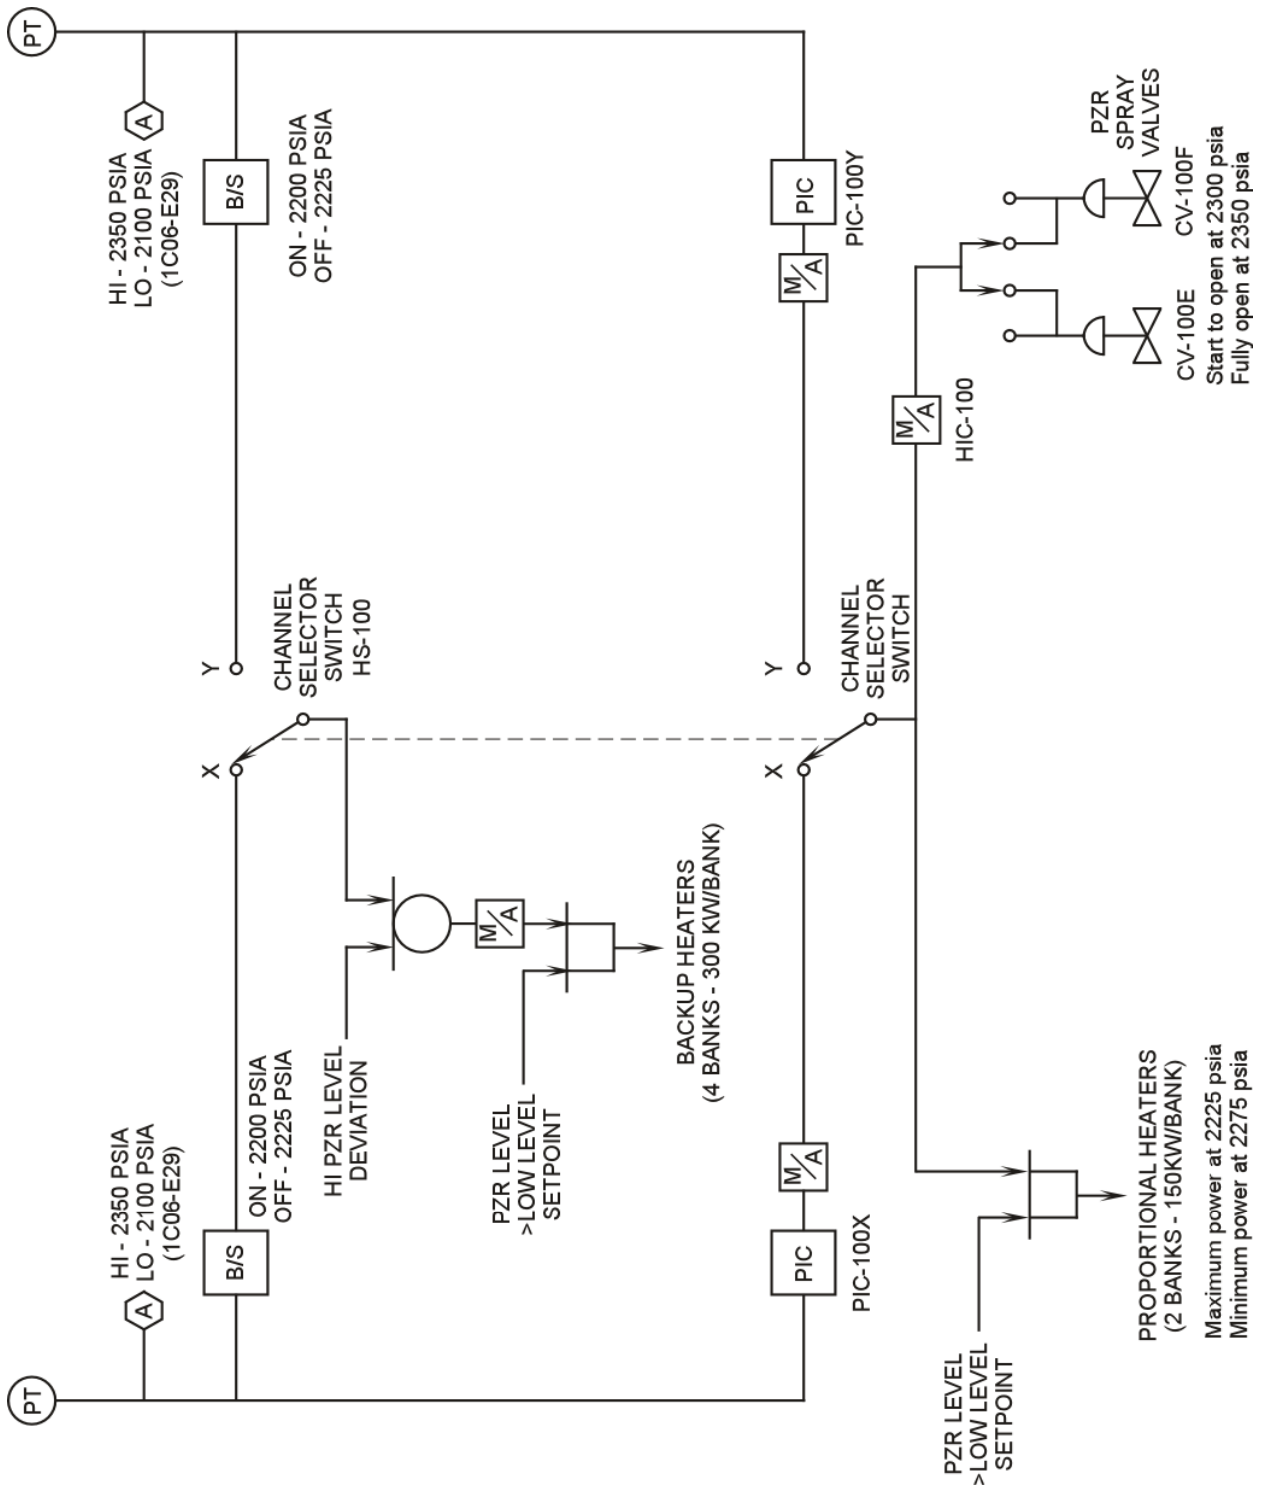 PT
HI - 2350 PSIA
LO - 2100 PSIA
(1C06-E29)
A
B/S
ON - 2200 PSIA
OFF - 2225 PSIA
X
Y
CHANNEL
SELECTOR
SWITCH
HS-100
PT
HI - 2350 PSIA
LO - 2100 PSIA
(1C06-E29)
A
B/S
ON - 2200 PSIA
OFF - 2225 PSIA
HI PZR LEVEL
DEVIATION
M/A
PZR LEVEL
>LOW LEVEL
SETPOINT
BACKUP HEATERS
(4 BANKS - 300 KW/BANK)
PIC
PIC-100X
M/A
X
Y
CHANNEL
SELECTOR
SWITCH
M/A
PIC
PIC-100Y
M/A
HIC-100
PZR LEVEL
>LOW LEVEL
SETPOINT
PROPORTIONAL HEATERS
(2 BANKS - 150KW/BANK)
Maximum power at 2225 psia
Minimum power at 2275 psia
PZR
SPRAY
VALVES
CV-100E
CV-100F
Start to open at 2300 psia
Fully open at 2350 psia